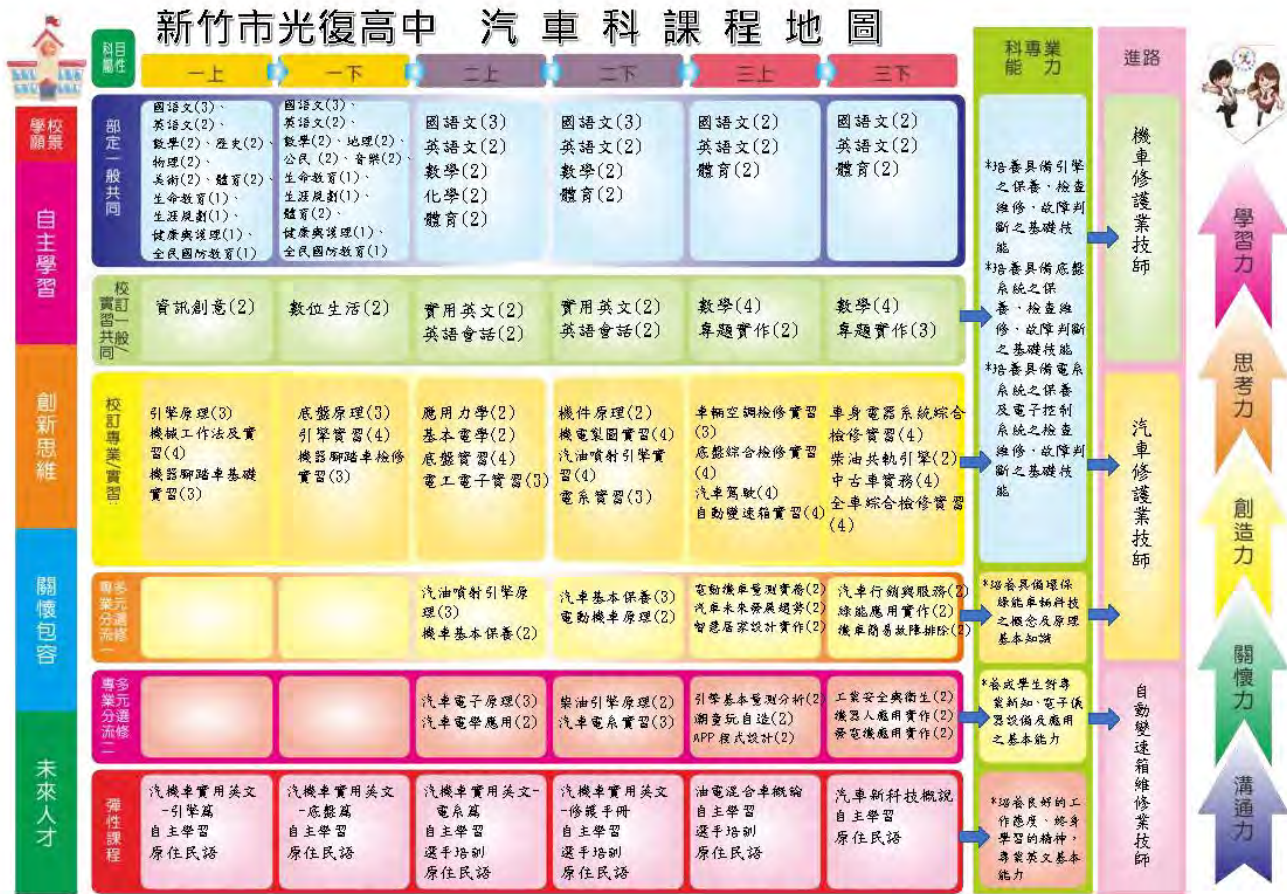 新竹市光復高中 汽車科課程地圖
科目屬性
一上
一下
二上
二下
三上
三下
科專業能力
進路
學校願景
自主學習
創新思維
關懷包容
未來人才
部定一般共同
國語文(3)、
英語文(2)、
數學(2)、歷史(2)、
物理(2)、
美術(2)、體育(2)、
生命教育(1)、
生涯規劃(1)、
健康與護理(1)、
全民國防教育(1)
國語文(3)、
英語文(2)、
數學(2)、地理(2)、
公民 (2)、音樂(2)、
生命教育(1)、
生涯規劃(1)、
體育(2)、
健康與護理(1)、
全民國防教育(1)
國語文(3)
英語文(2)
數學(2)
化學(2)
體育(2)
國語文(3)
英語文(2)
數學(2)
體育(2)
國語文(2)
英語文(2)
體育(2)
國語文(2)
英語文(2)
體育(2)
校訂一般/
實習共同
資訊創意(2)
數位生活(2)
實用英文(2)
英語會話(2)
實用英文(2)
英語會話(2)
數學(4)
專題實作(2)
數學(4)
專題實作(3)
校訂專業/實習
引擎原理(3)
機械工作法及實
習(4)
機器腳踏車基礎
實習(3)
底盤原理(3)
引擎實習(4)
機器腳踏車檢修
實習(3)
應用力學(2)
基本電學(2)
底盤實習(4)
電工電子實習(3)
機件原理(2)
機電製圖實習(4)
汽油噴射引擎實
習(4)
電系實習(3)
車輛空調檢修實習
(3)
底盤綜合檢修實習
(4)
汽車駕駛(4)
自動變速箱實習(4)
車身電器系統綜合
檢修實習(4)
柴油共軌引擎(2)
中古車實務(4)
全車綜合檢修實習
(4)
多元選修
專業分流一
汽油噴射引擎原
理(3)
機車基本保養(2)
汽車基本保養(3)
電動機車原理(2)
電動機車量測實務(2)
汽車未來發展趨勢(2)
智慧居家設計實作(2)
汽車行銷與服務(2)
綠能應用實作(2)
機車簡易故障排除(2)
多元選修
專業分流二
汽車電子原理(3)
汽車電學應用(2)
柴油引擎原理(2)
汽車電系實習(3)
引擎基本量測分析(2)
潮童玩自造(2)
APP 程式設計(2)
工業安全與衛生(2)
機器人應用實作(2)
勞電機應用實作(2)
彈性課程
汽機車實用英文
-引擎篇
自主學習
原住民語
汽機車實用英文
-底盤篇
自主學習
原住民語
汽機車實用英文-
電系篇
自主學習
選手培訓
原住民語
汽機車實用英文
-修護手冊
自主學習
選手培訓
原住民語
油電混合車概論
自主學習
選手培訓
原住民語
汽車新科技概說
自主學習
原住民語
*培養具備引擎
之保養、檢查
維修、故障判
斷之基礎技
能
*培養具備底盤
系統之保
養、檢查維
修、故障判斷
之基礎技能
*培養具備電系
系統之保養
及電子控制
系統之檢查
維修、故障判
斷之基礎技
能
*培養具備環保
綠能車輛科技
之概念及原理
基本知識
*養成學生對專
業新知、電子儀
器設備及應用
之基本能力
*培養良好的工
作態度、終身
學習的精神,
專業英文基本
能力
機車修護業技師
汽車修護業技師
自動變速箱維修業技師
學習力
思考力
創造力
關懷力
溝通力